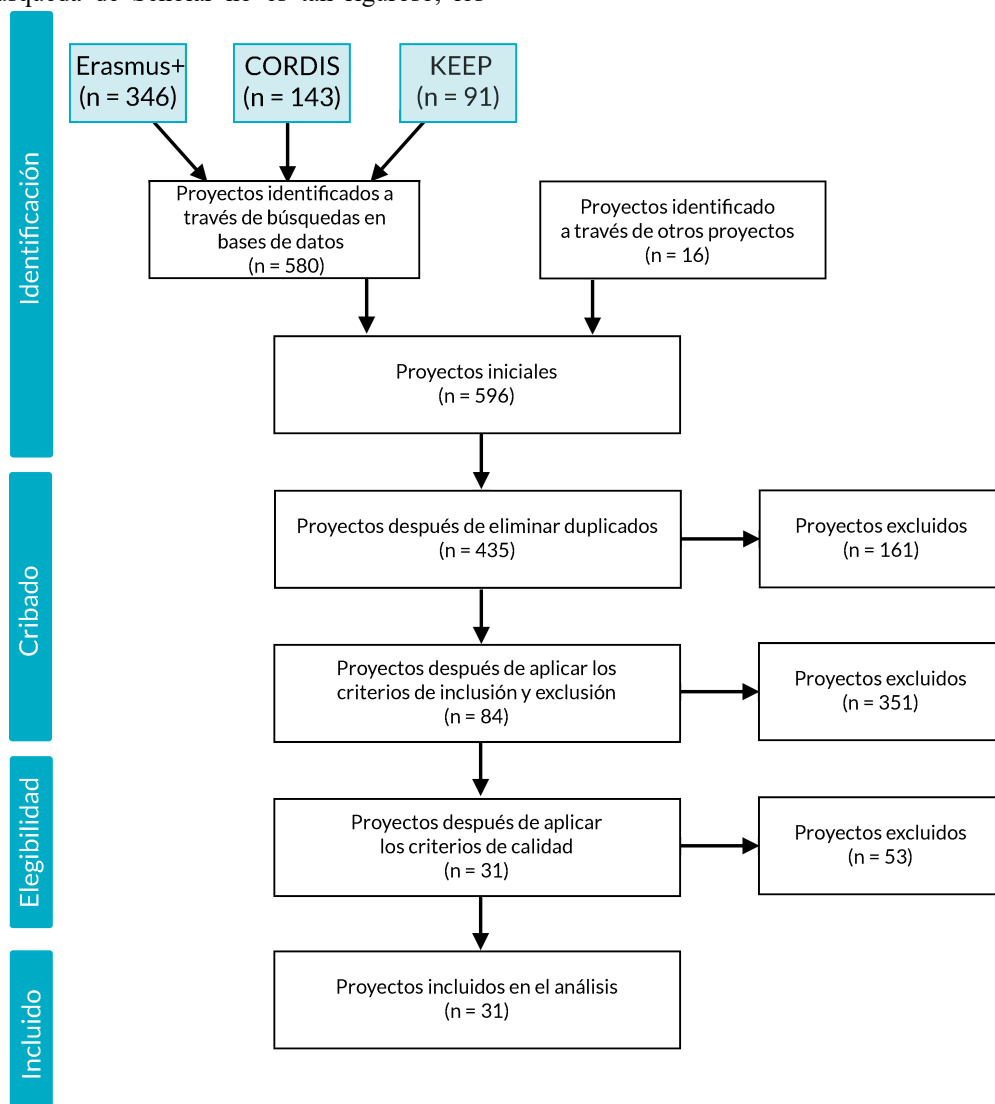 búsqueda de Scholar no es tan riguroso, los
Erasmus+
(n = 346)
CORDIS
(n = 143)
KEEP
(n = 91)
Identificación
Proyectos identificados a
través de búsquedas en
bases de datos
(n = 580)
Proyectos identificado
a través de otros proyectos
(n = 16)
Proyectos iniciales
(n = 596)
Cribado
Proyectos después de eliminar duplicados
(n = 435)
Proyectos excluidos
(n = 161)
Proyectos después de aplicar los
criterios de inclusión y exclusión
(n = 84)
Proyectos excluidos
(n = 351)
Elegibilidad
Proyectos después de aplicar
los criterios de calidad
(n = 31)
Proyectos excluidos
(n = 53)
Incluido
Proyectos incluidos en el análisis
(n = 31)